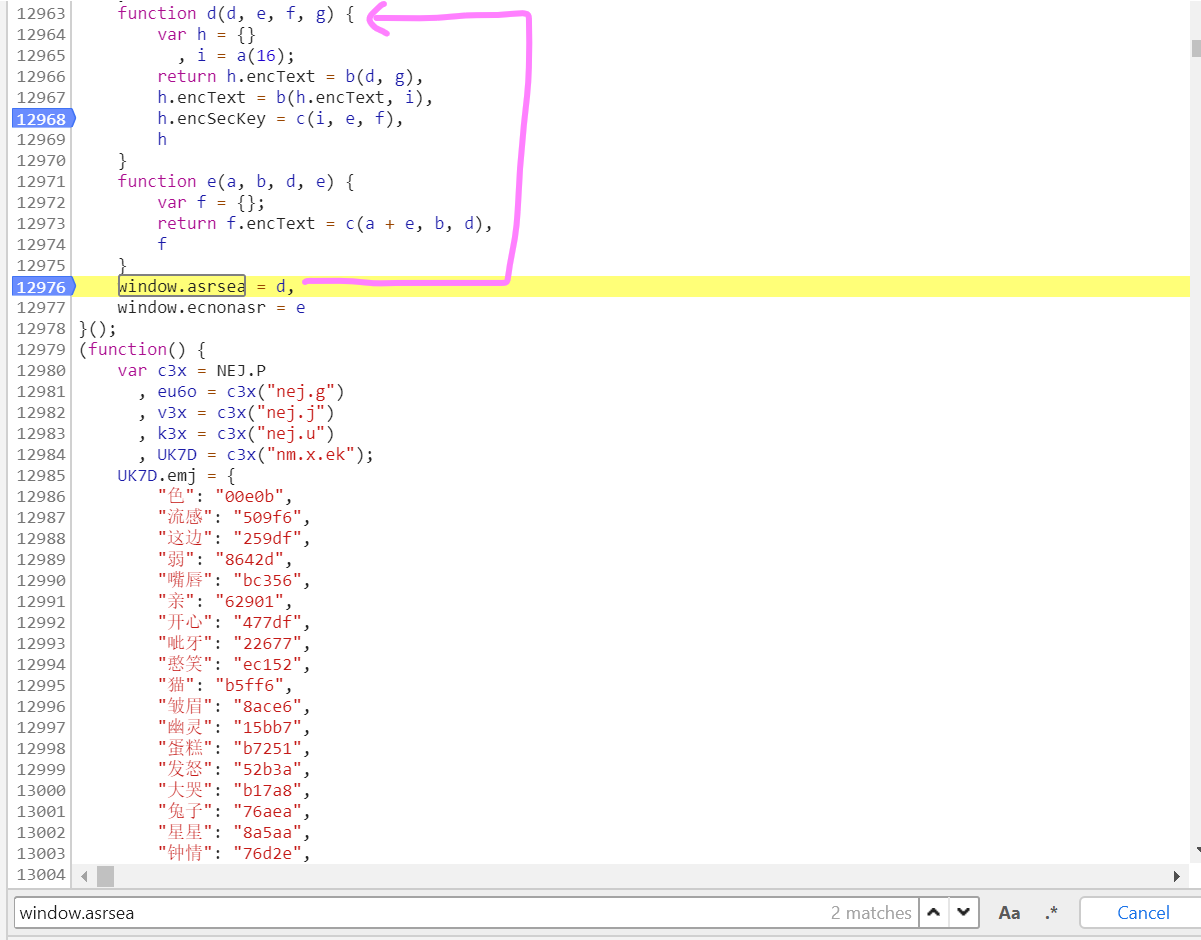 12963 function d(d, e, f, g) {
12964 var h = {}
12965 , i = a(16);
12966 return h.encText = b(d, g),
12967 h.encText = b(h.encText, i),
12968 h.encSecKey = c(i, e, f),
12969 h
12970 }
12971 function e(a, b, d, e) {
12972 var f = {};
12973 return f.encText = c(a + e, b, d),
12974 f
12975 }
12976 window.asrsea = d,
12977 window.ecnonasr = e
12978 }();
12979 (function() {
12980 var c3x = NEJ.P
12981 , eu6o = c3x("nej.g")
12982 , v3x = c3x("nej.j")
12983 , k3x = c3x("nej.u")
12984 , UK7D = c3x("nm.x.ek");
12985 UK7D.emj = {
12986 "色": "00e0b",
12987 "流感": "509f6",
12988 "这边": "259df",
12989 "弱": "8642d",
12990 "嘴唇": "bc356",
12991 "亲": "62901",
12992 "开心": "477df",
12993 "呲牙": "22677",
12994 "憨笑": "ec152",
12995 "猫": "b5ff6",
12996 "皱眉": "8ace6",
12997 "幽灵": "15bb7",
12998 "蛋糕": "b7251",
12999 "发怒": "52b3a",
13000 "大哭": "b17a8",
13001 "兔子": "76aea",
13002 "星星": "8a5aa",
13003 "钟情": "76d2e",
13004
window.asrsea 2 matches Aa .* Cancel